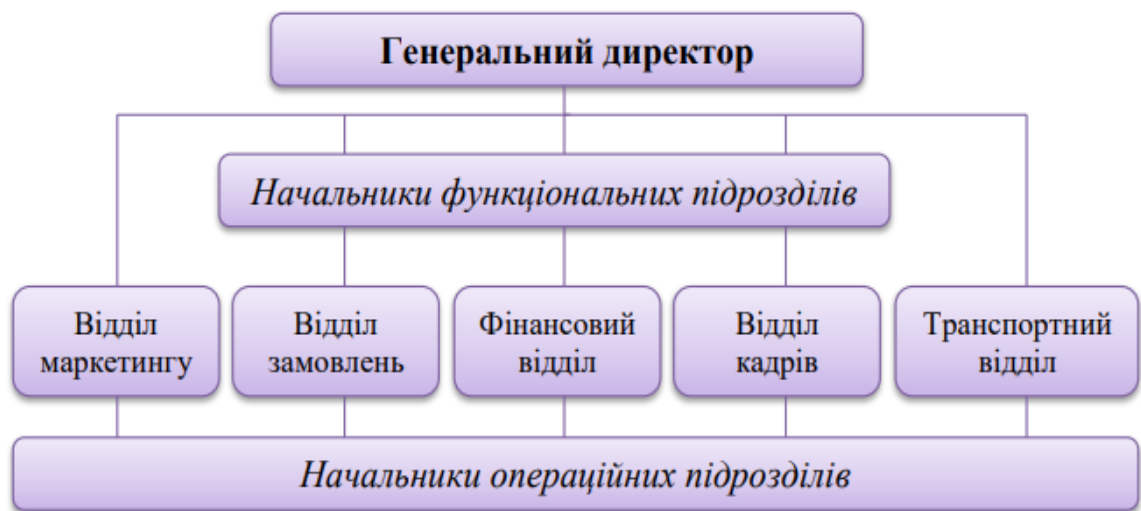 Генеральний директор
Начальники функціональних підрозділів
Відділ
маркетингу
Відділ
замовлень
Фінансовий
відділ
Відділ
кадрів
Транспортний
відділ
Начальники операційних підрозділів